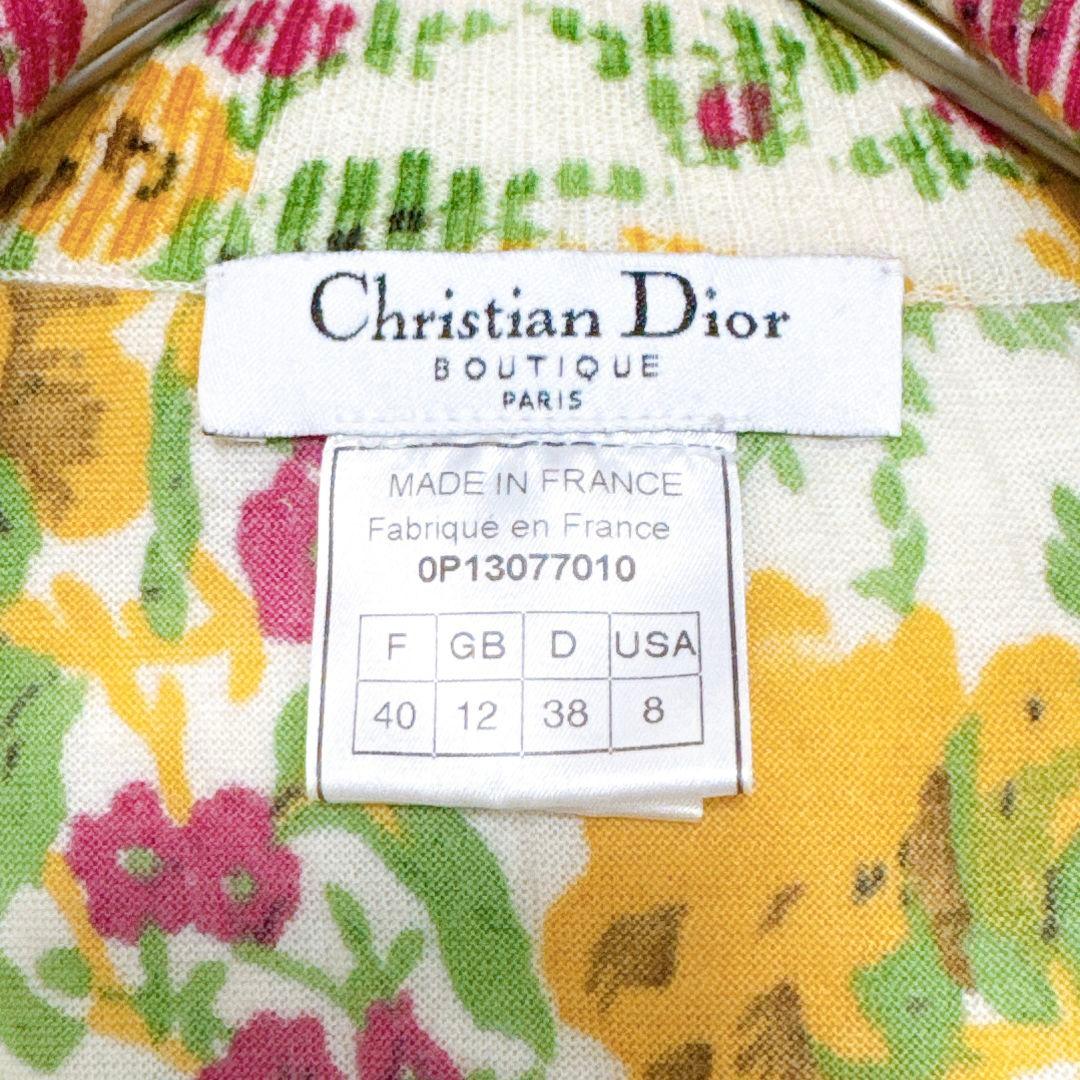 Christian Dior
BOUTIQUE
PARIS
MADE IN FRANCE
Fabriqué en France
0P13077010
F GB D USA
40 12 38 8